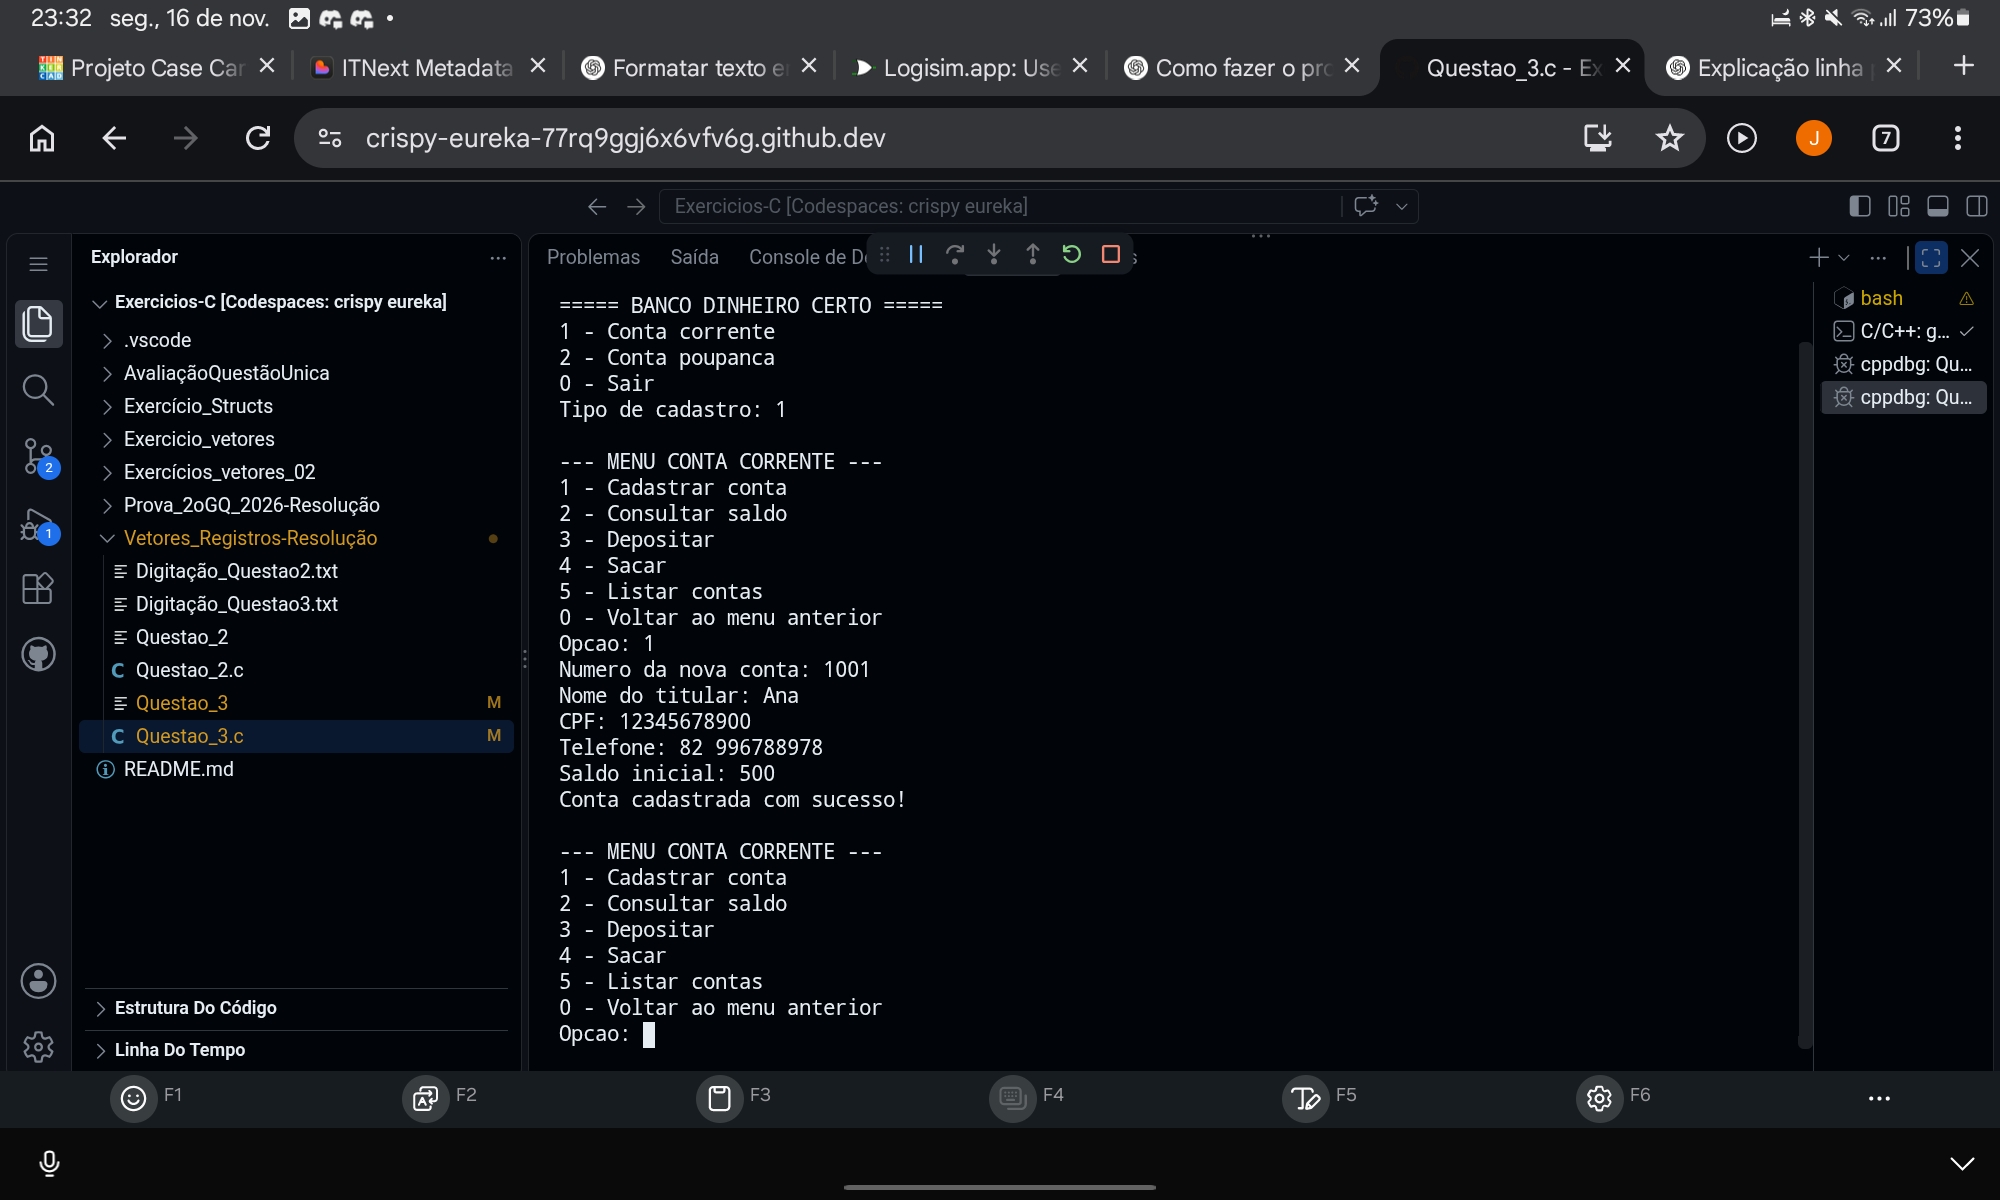 23:32 seg., 16 de nov. 73%
Projeto Case Car
ITNext Metadata
Formatar texto e
Logisim.app: Use
Como fazer o pro
Questao_3.c - Ex
Explicação linha
crispy-eureka-77rq9ggj6x6vfv6g.github.dev
J
7
Exercicios-C [Codespaces: crispy eureka]
Explorador
Exercicios-C [Codespaces: crispy eureka]
.vscode
AvaliaçãoQuestãoUnica
Exercício_Structs
Exercicio_vetores
Exercícios_vetores_02
2
Prova_2oGQ_2026-Resolução
1
Vetores_Registros-Resolução
Digitação_Questao2.txt
Digitação_Questao3.txt
Questao_2
C Questao_2.c
Questao_3 M
C Questao_3.c M
README.md
Estrutura Do Código
Linha Do Tempo
Problemas Saída Console de De s
===== BANCO DINHEIRO CERTO =====
1 - Conta corrente
2 - Conta poupanca
0 - Sair
Tipo de cadastro: 1
--- MENU CONTA CORRENTE ---
1 - Cadastrar conta
2 - Consultar saldo
3 - Depositar
4 - Sacar
5 - Listar contas
0 - Voltar ao menu anterior
Opcao: 1
Numero da nova conta: 1001
Nome do titular: Ana
CPF: 12345678900
Telefone: 82 996788978
Saldo inicial: 500
Conta cadastrada com sucesso!
--- MENU CONTA CORRENTE ---
1 - Cadastrar conta
2 - Consultar saldo
3 - Depositar
4 - Sacar
5 - Listar contas
0 - Voltar ao menu anterior
Opcao:
bash
C/C++: g...
cppdbg: Qu...
cppdbg: Qu...
F1 F2 F3 F4 F5 F6